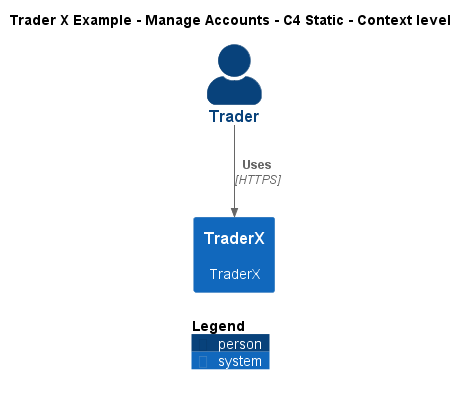 Trader X Example - Manage Accounts - C4 Static - Context level
Trader
Uses
[HTTPS]
TraderX
TraderX
Legend
person
system